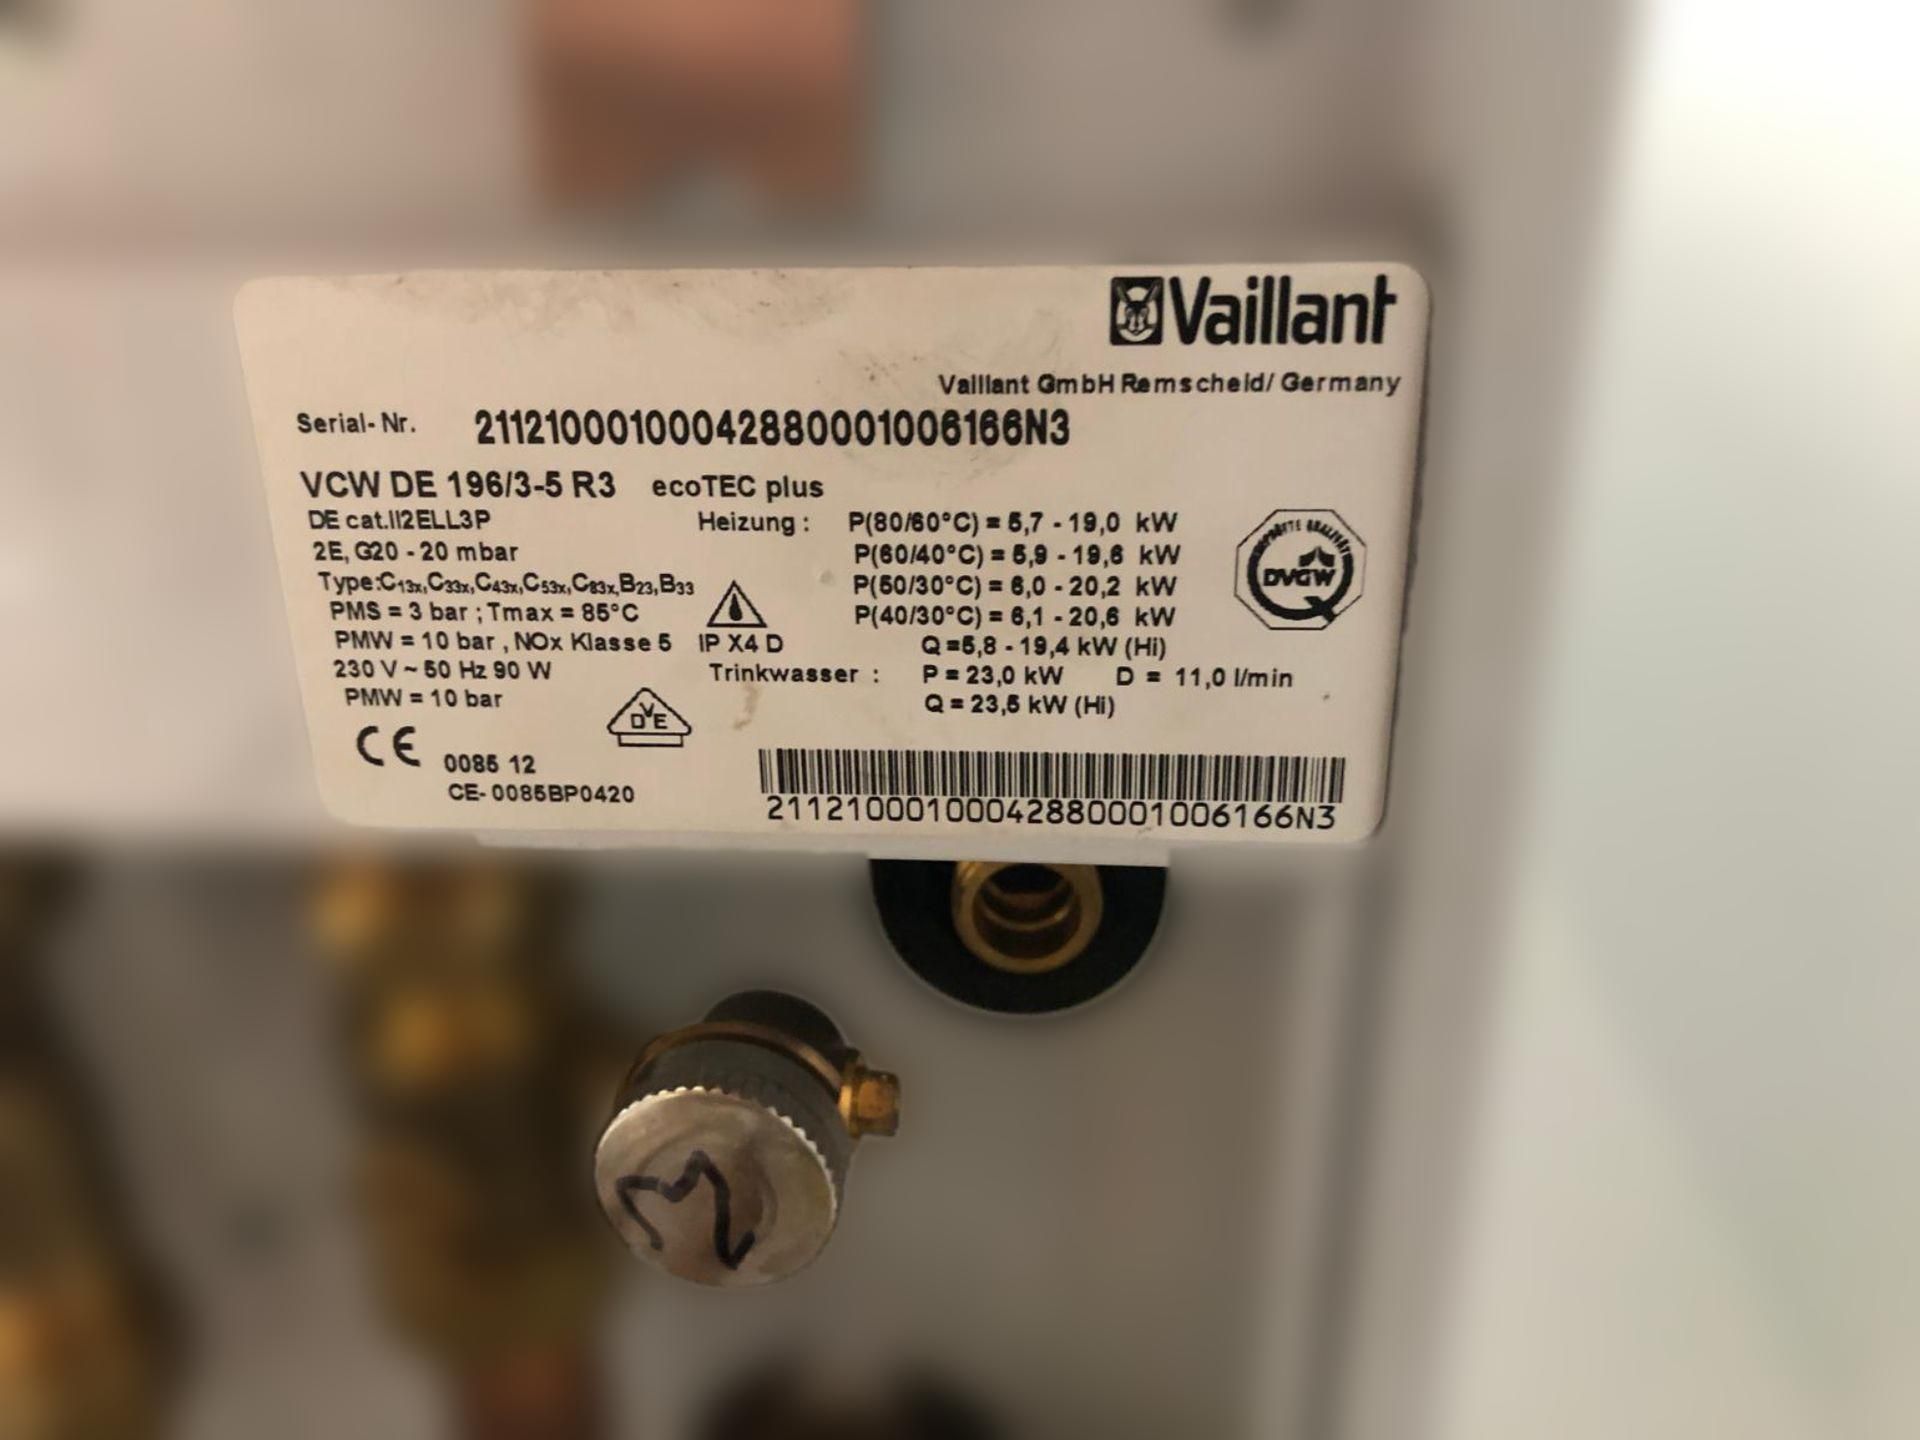 Vaillant
Vaillant GmbH Remscheid/ Germany
Serial-Nr. 21121000100042880001006166N3
VCW DE 196/3-5 R3 ecoTEC plus
DE cat.II2ELL3P
2E, G20 - 20 mbar
Type:C13x,C33x,C43x,C53x,C83x,B23,B33
PMS = 3 bar ; Tmax = 85°C
PMW = 10 bar , NOx Klasse 5 IP X4 D
230 V ~ 50 Hz 90 W
PMW = 10 bar
Heizung : P(80/60°C) = 5,7 - 19,0 kW
P(60/40°C) = 5,9 - 19,6 kW
P(50/30°C) = 6,0 - 20,2 kW
P(40/30°C) = 6,1 - 20,6 kW
Q =5,8 - 19,4 kW (Hi)
Trinkwasser : P = 23,0 kW D = 11,0 l/min
Q = 23,5 kW (Hi)
GEPRÜFTE QUALITÄT
DVGW
DVE
CE 0085 12
CE-0085BP0420
21121000100042880001006166N3